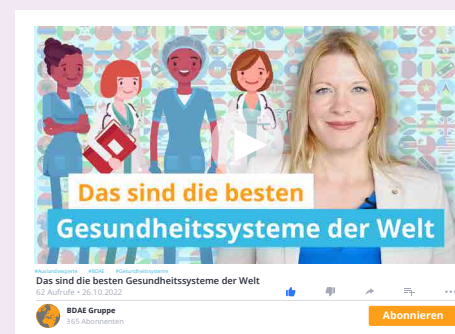 Das sind die besten
Gesundheitssysteme der Welt
#Auslandsexperte #BDAE #Gesundheitssysteme
Das sind die besten Gesundheitssysteme der Welt
62 Aufrufe • 26.10.2022
BDAE Gruppe
365 Abonnenten
Abonnieren